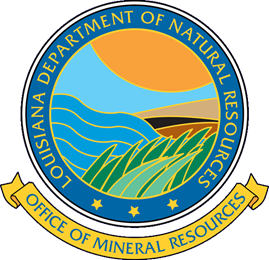 LOUISIANA DEPARTMENT OF NATURAL RESOURCES
OFFICE OF MINERAL RESOURCES